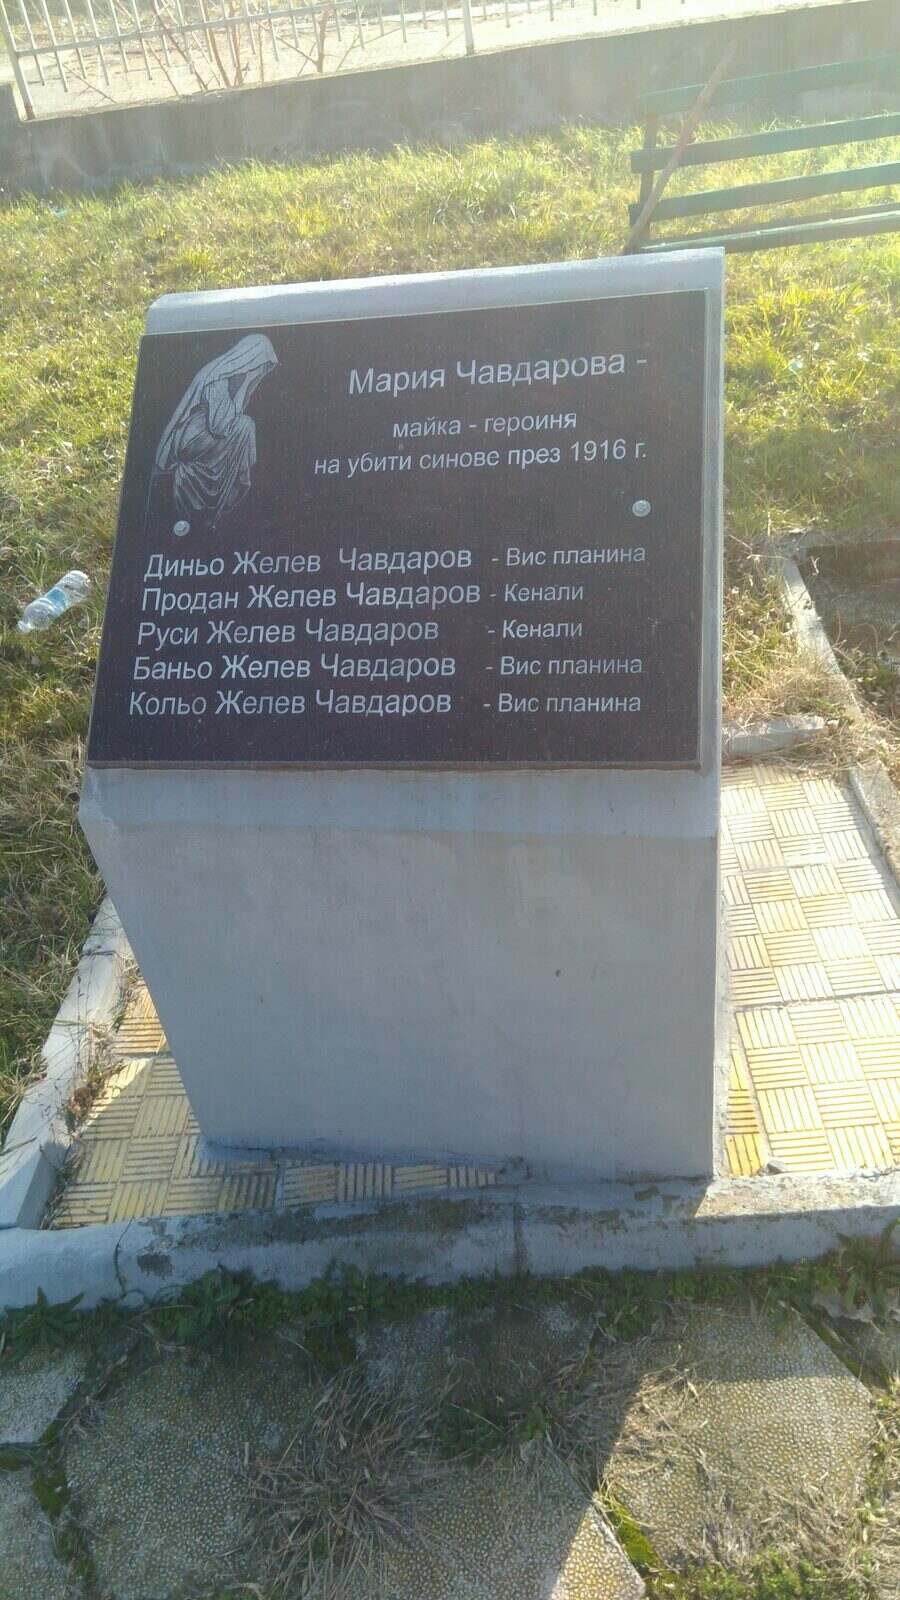 Мария Чавдарова -
майка - героиня
на убити синове през 1916 г.
Диньо Желев Чавдаров - Вис планина
Продан Желев Чавдаров - Кенали
Руси Желев Чавдаров - Кенали
Баньо Желев Чавдаров - Вис планина
Кольо Желев Чавдаров - Вис планина